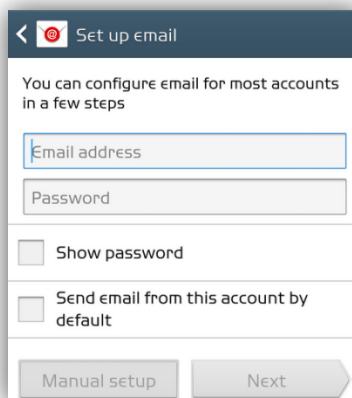 Set up email
You can configure email for most accounts
in a few steps
Email address
Password
Show password
Send email from this account by
default
Manual setup
Next